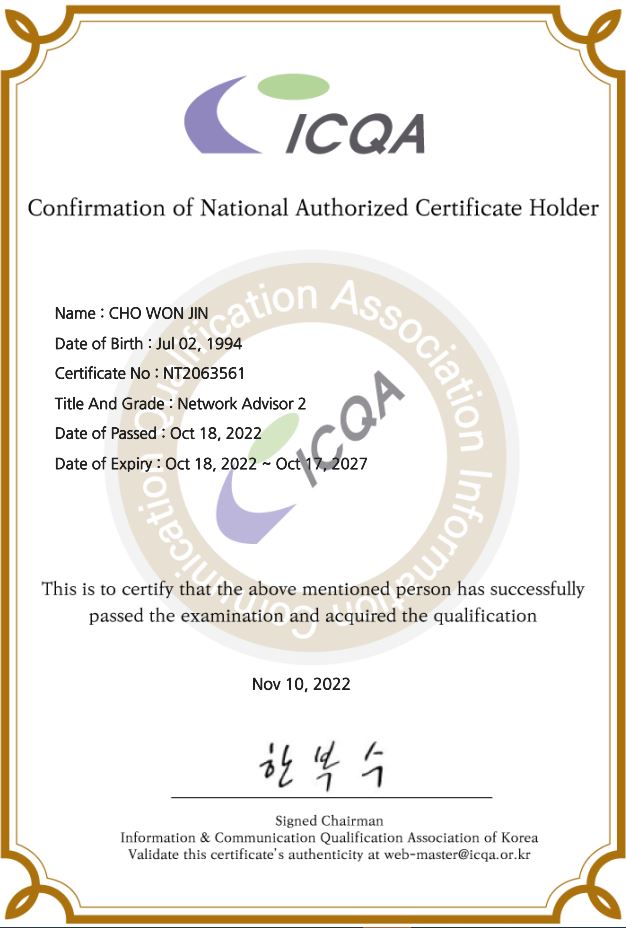 ICQA
Confirmation of National Authorized Certificate Holder
Name : CHO WON JIN
Date of Birth : Jul 02, 1994
Certificate No : NT2063561
Title And Grade : Network Advisor 2
Date of Passed : Oct 18, 2022
Date of Expiry : Oct 18, 2022 ~ Oct 17, 2027
Information Communication Qualification Association
ICQA
This is to certify that the above mentioned person has successfully
passed the examination and acquired the qualification
Nov 10, 2022
한복수
Signed Chairman
Information & Communication Qualification Association of Korea
Validate this certificate's authenticity at web-master@icqa.or.kr